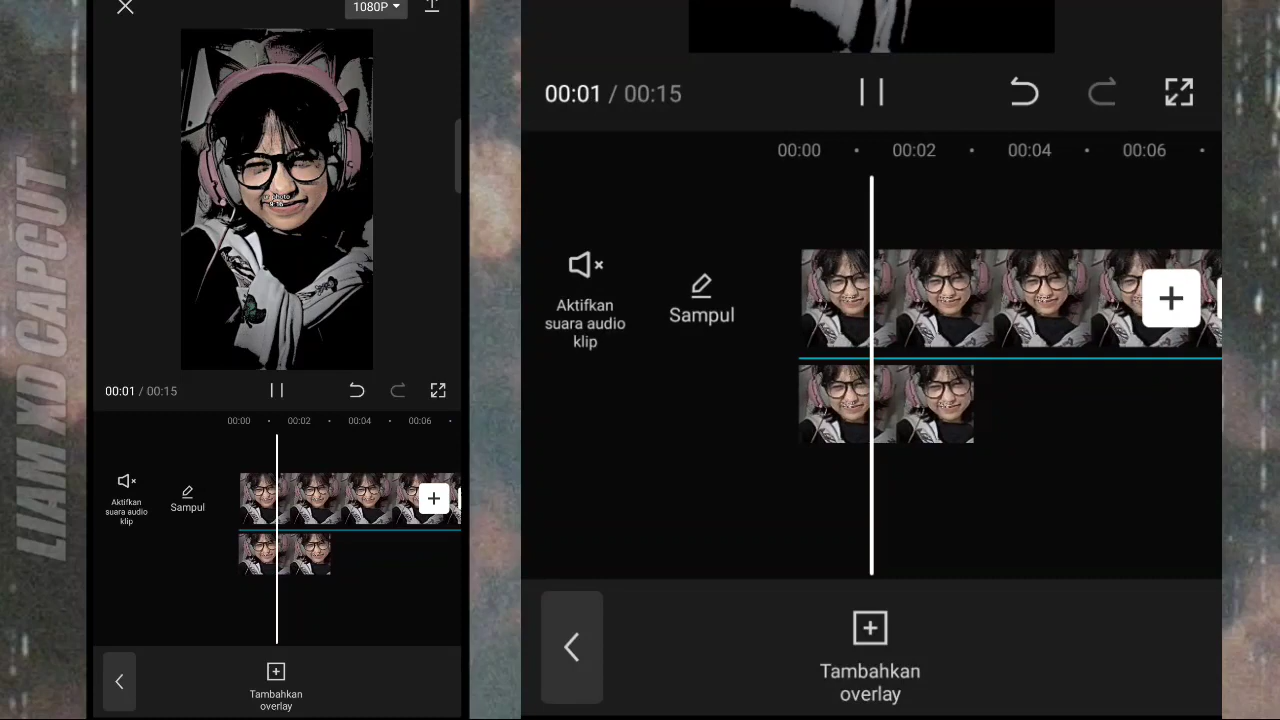 LIAM XD CAPCUT
1080P
9:16
00:01 / 00:15
00:00
00:02
00:04
00:06
Aktifkan
suara audio
klip
Sampul
Tambahkan
overlay
00:01 / 00:15
00:00
00:02
00:04
00:06
Aktifkan
suara audio
klip
Sampul
Tambahkan
overlay